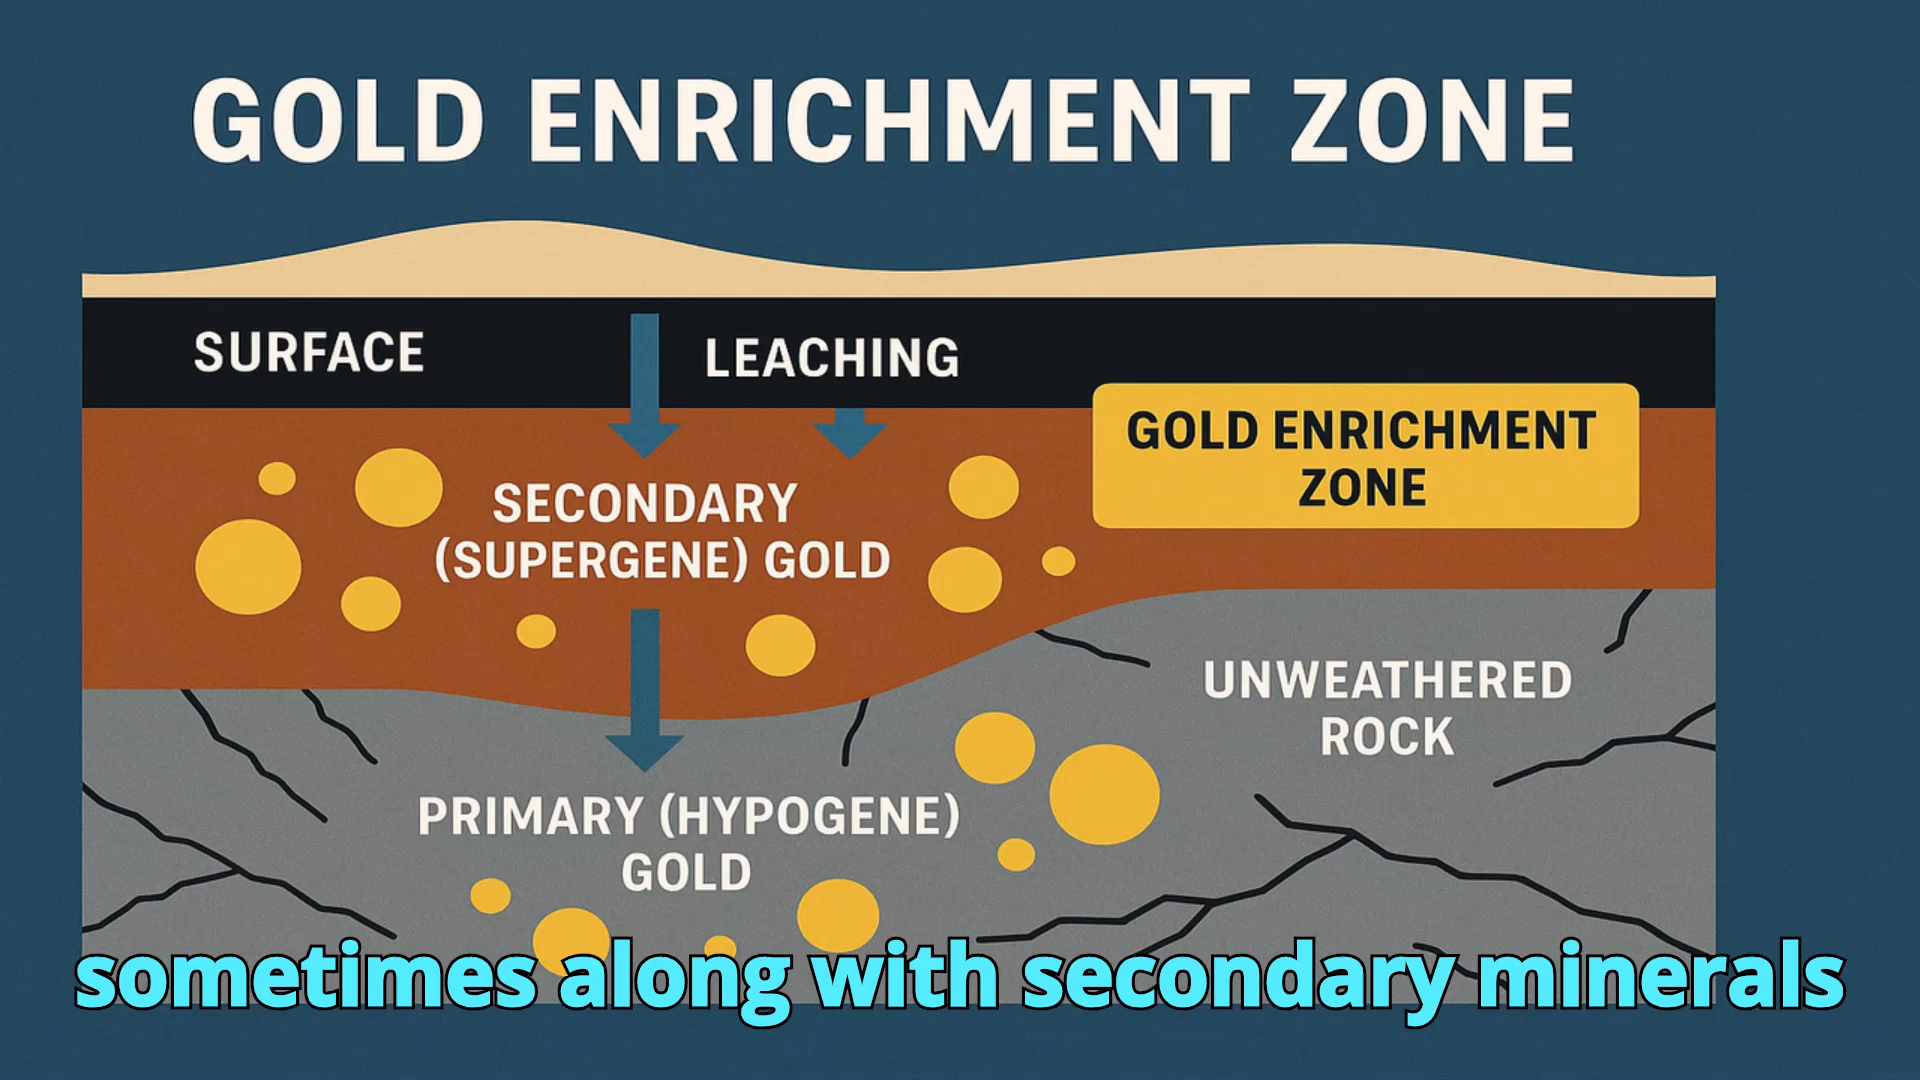 GOLD ENRICHMENT ZONE
SURFACE
LEACHING
GOLD ENRICHMENT
ZONE
SECONDARY
(SUPERGENE) GOLD
UNWEATHERED
ROCK
PRIMARY (HYPOGENE)
GOLD
sometimes along with secondary minerals